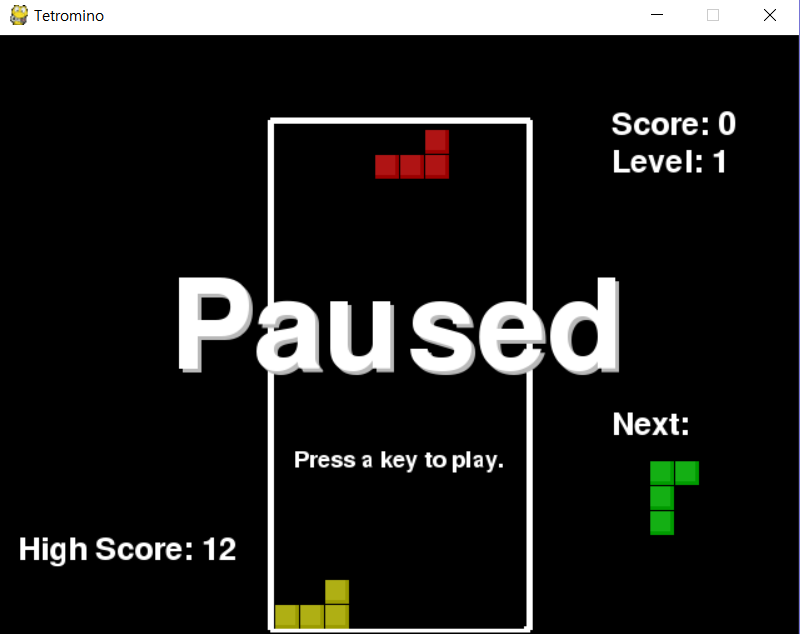 Tetromino
Score: 0
Level: 1
Paused
Next:
Press a key to play.
High Score: 12